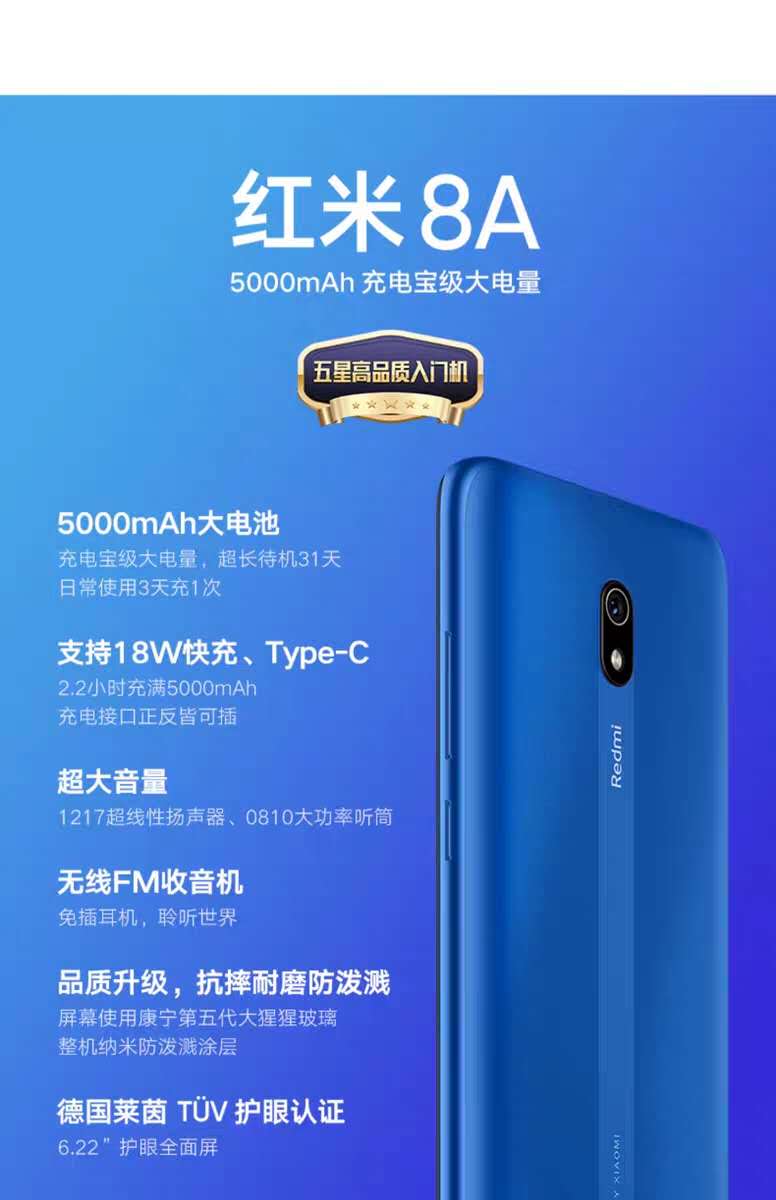 红米 8A
5000mAh 充电宝级大电量
五星高品质入门机
5000mAh大电池
充电宝级大电量，超长待机31天
日常使用3天充1次
支持18W快充、Type-C
2.2小时充满5000mAh
充电接口正反皆可插
超大音量
1217超线性扬声器、0810大功率听筒
无线FM收音机
免插耳机，聆听世界
品质升级，抗摔耐磨防泼溅
屏幕使用康宁第五代大猩猩玻璃
整机纳米防泼溅涂层
德国莱茵 TÜV 护眼认证
6.22”护眼全面屏
Redmi
Y XIAOMI